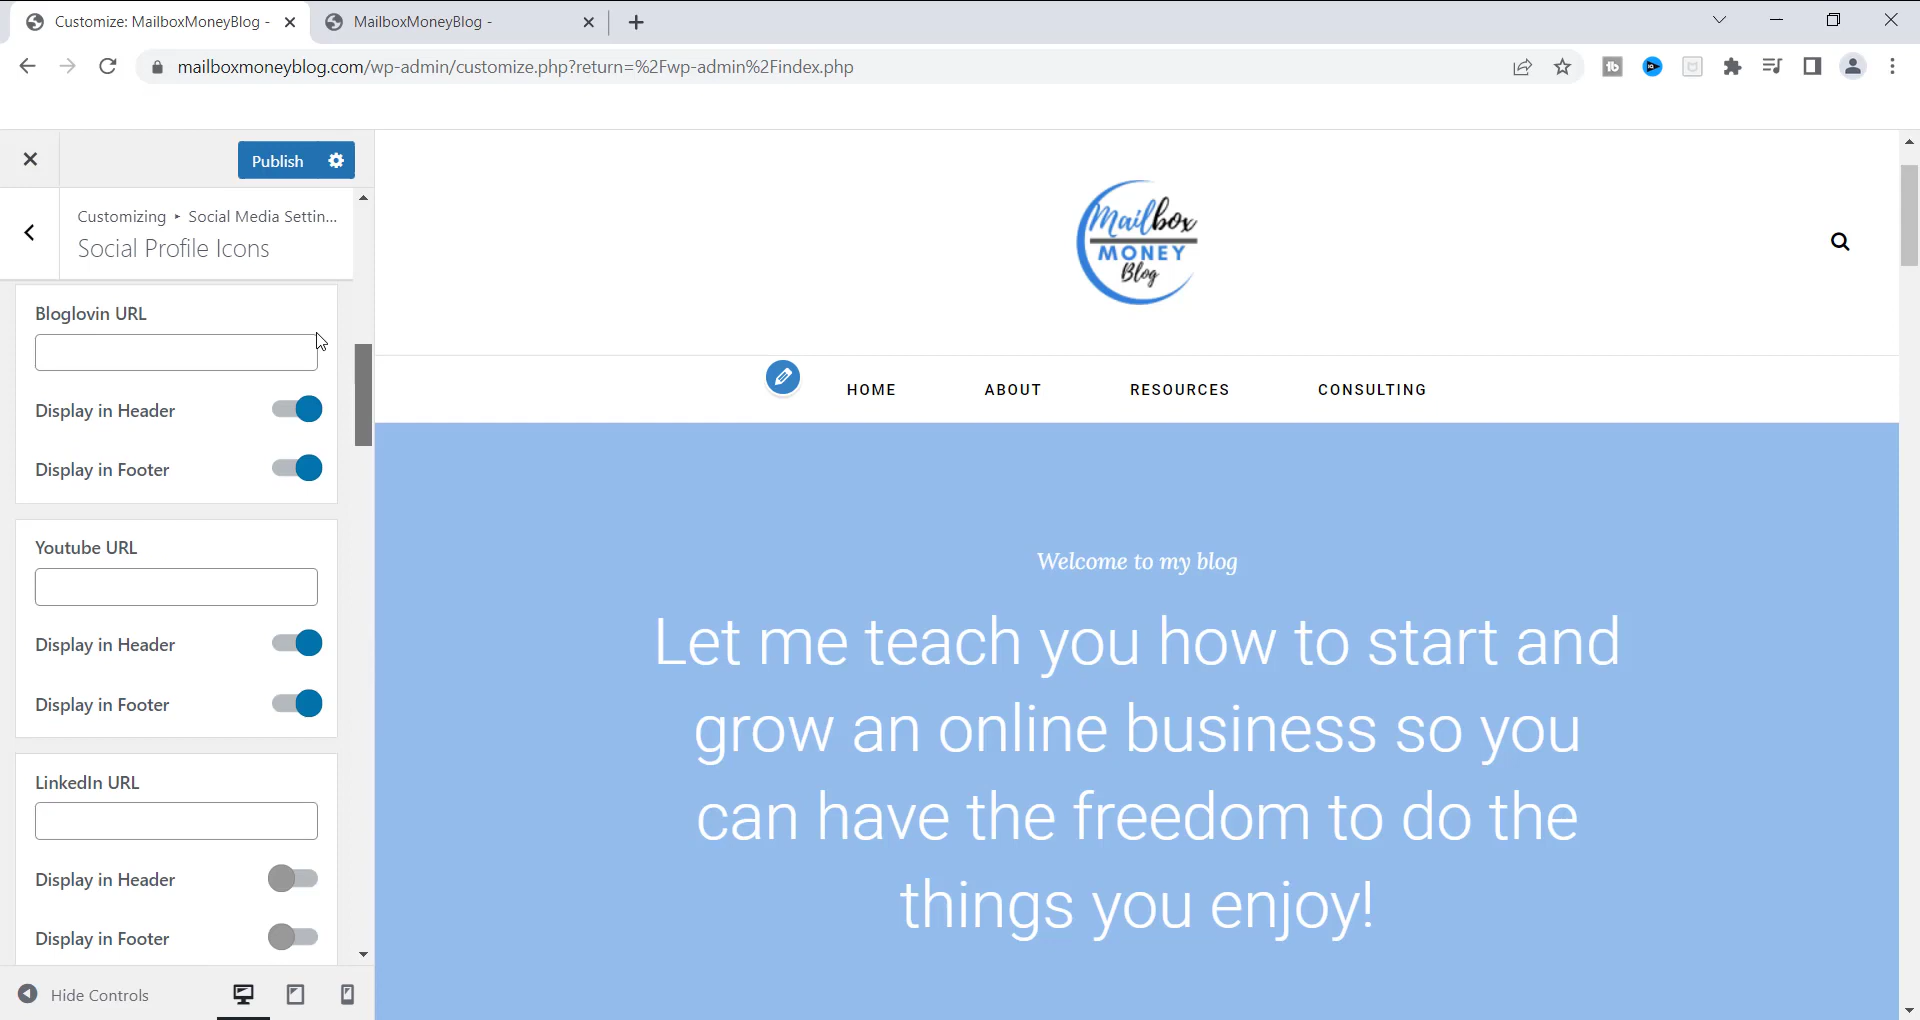 Customize: MailboxMoneyBlog -
MailboxMoneyBlog -
mailboxmoneyblog.com/wp-admin/customize.php?return=%2Fwp-admin%2Findex.php
Publish
Customizing ▸ Social Media Settin...
Social Profile Icons
Bloglovin URL
Display in Header
Display in Footer
Youtube URL
Display in Header
Display in Footer
LinkedIn URL
Display in Header
Display in Footer
Hide Controls
Mailbox
MONEY
Blog
HOME
ABOUT
RESOURCES
CONSULTING
Welcome to my blog
Let me teach you how to start and
grow an online business so you
can have the freedom to do the
things you enjoy!